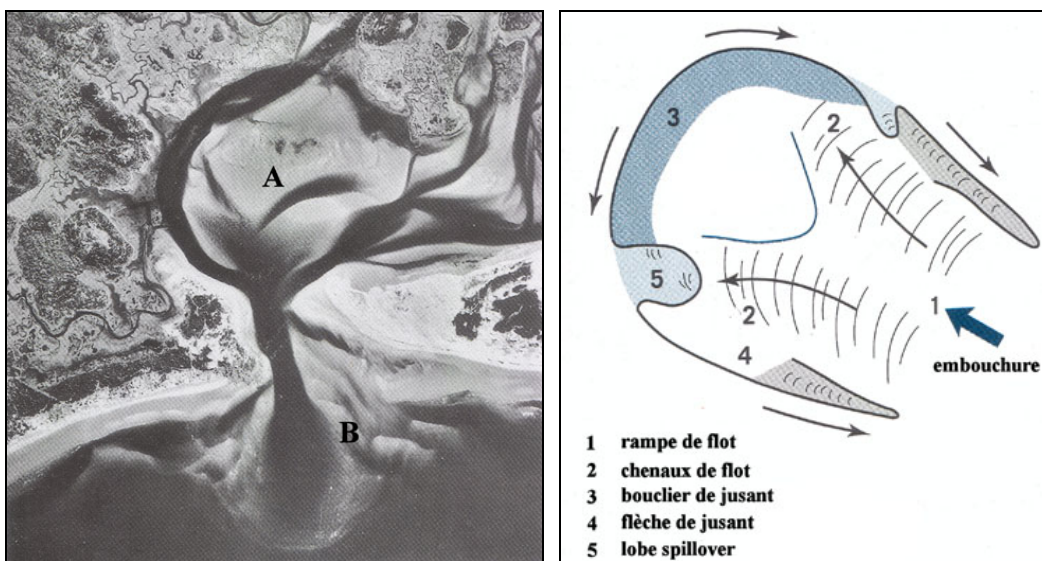 A
B
3
2
5
2
4
1
embouchure
1 rampe de flot
2 chenaux de flot
3 bouclier de jusant
4 flèche de jusant
5 lobe spillover